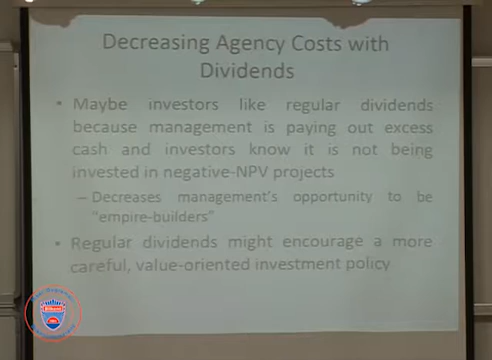 Decreasing Agency Costs with
Dividends
• Maybe investors like regular dividends
because management is paying out excess
cash and investors know it is not being
invested in negative-NPV projects
– Decreases management's opportunity to be
"empire-builders"
• Regular dividends might encourage a more
careful, value-oriented investment policy